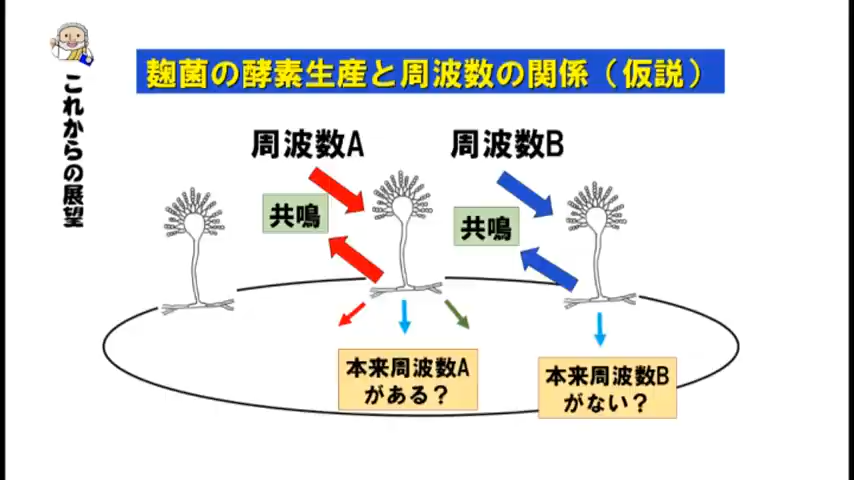 これからの展望
麹菌の酵素生産と周波数の関係（仮説）
周波数A
周波数B
共鳴
共鳴
本来周波数A
がある？
本来周波数B
がない？